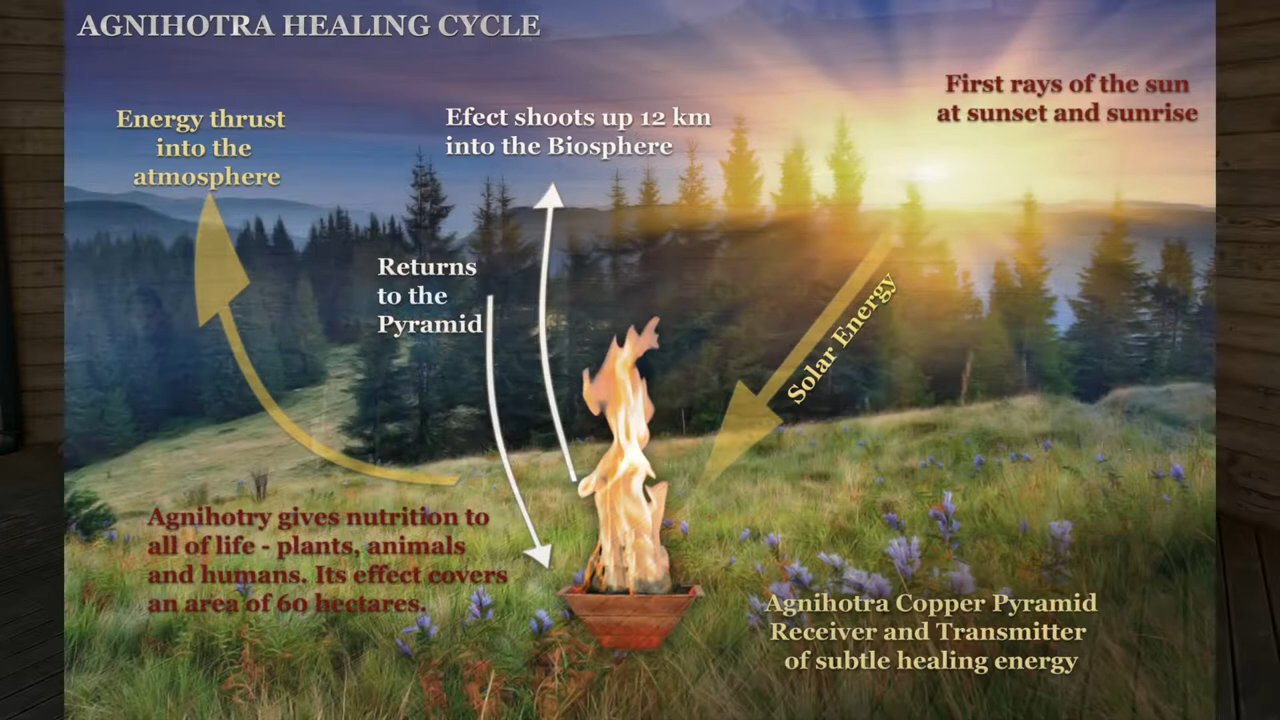 AGNIHOTRA HEALING CYCLE
First rays of the sun
at sunset and sunrise
Energy thrust
into the
atmosphere
Efect shoots up 12 km
into the Biosphere
Returns
to the
Pyramid
Solar Energy
Agnihotry gives nutrition to
all of life - plants, animals
and humans. Its effect covers
an area of 60 hectares.
Agnihotra Copper Pyramid
Receiver and Transmitter
of subtle healing energy